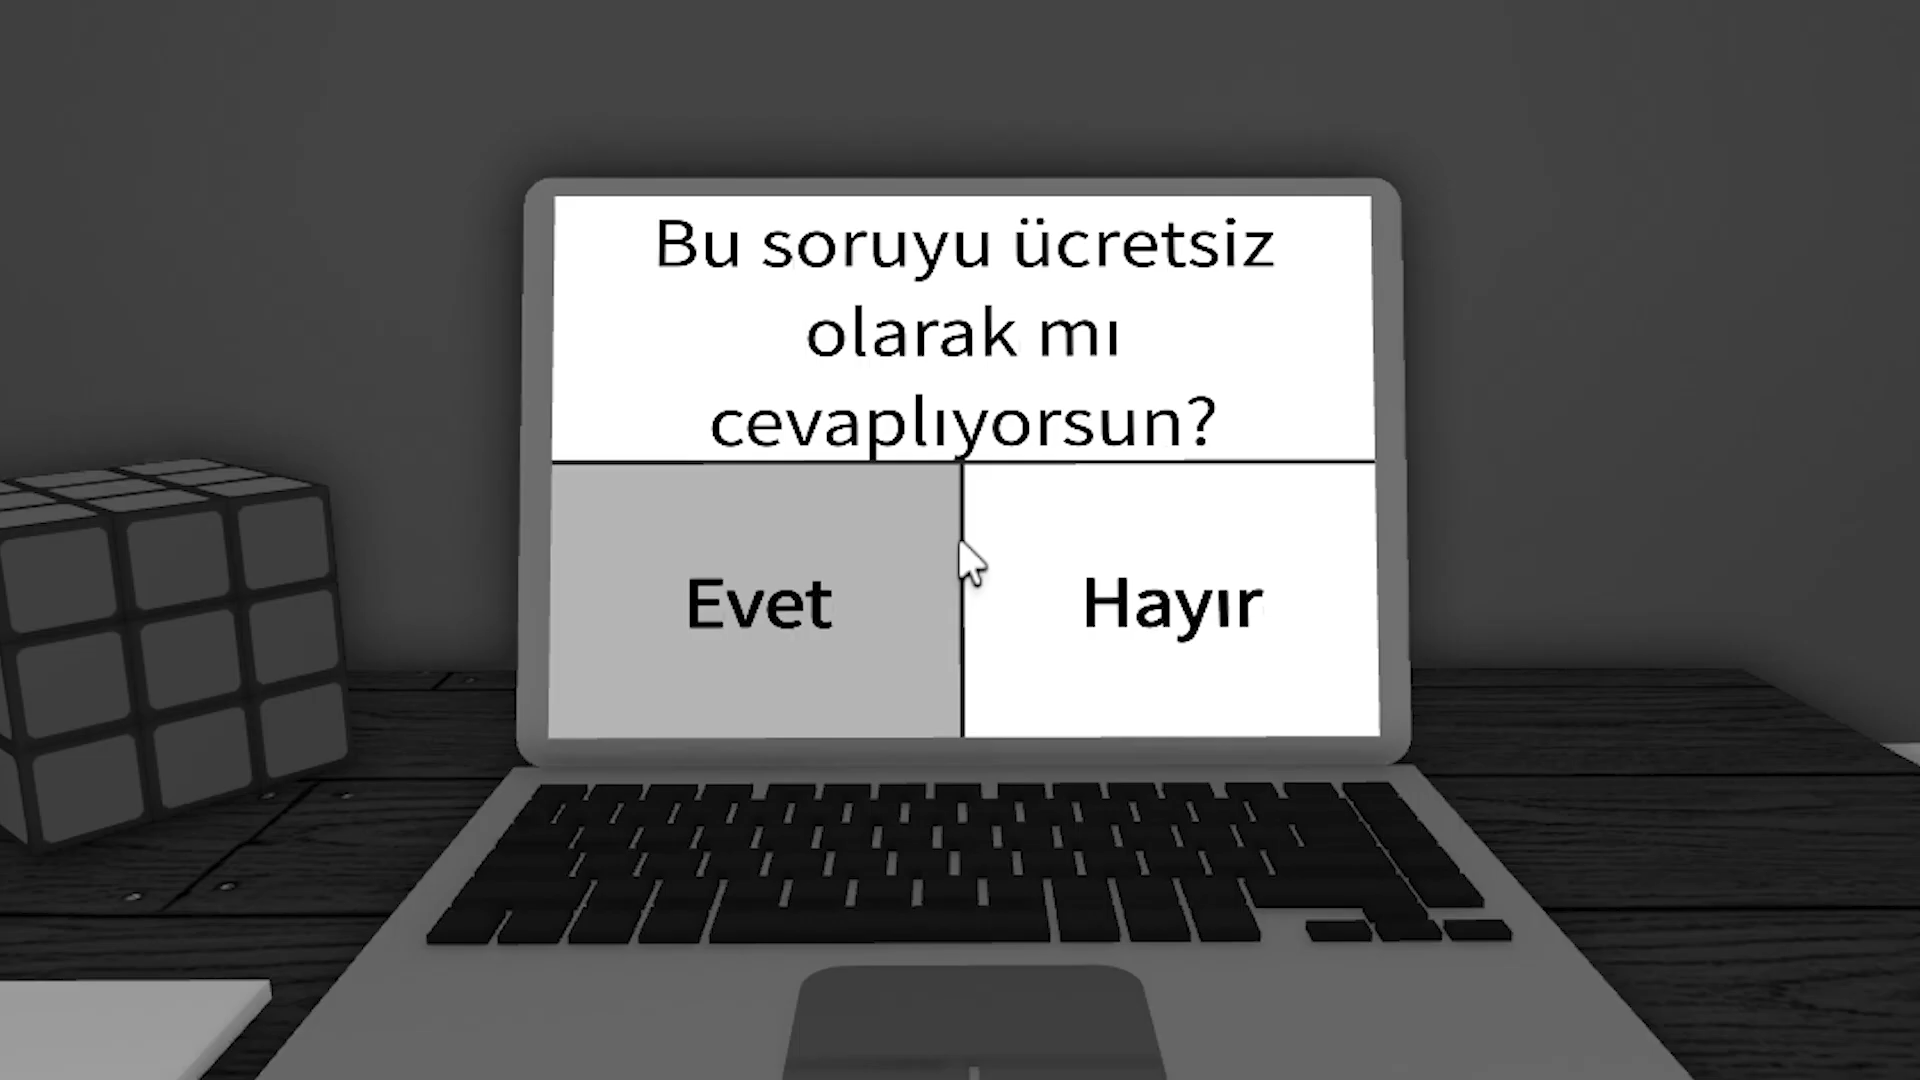 Bu soruyu ücretsiz
olarak mı
cevaplıyorsun?
Evet
Hayır